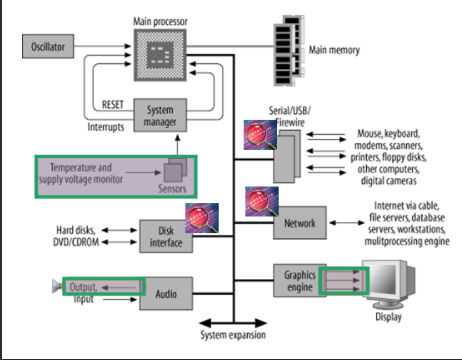 Main processor
Oscillator
Main memory
RESET
Interrupts
System
manager
Serial/USB/
Firewire
Mouse, keyboard,
modems, scanners,
printers, floppy disks,
other computers,
digital cameras
Temperature and
supply voltage monitor
Sensors
Hard disks,
DVD/CDROM
Disk
interface
Network
Internet via cable,
file servers, database
servers, workstations,
mulitprocessing engine
Output,
Input
Audio
Graphics
engine
Display
System expansion